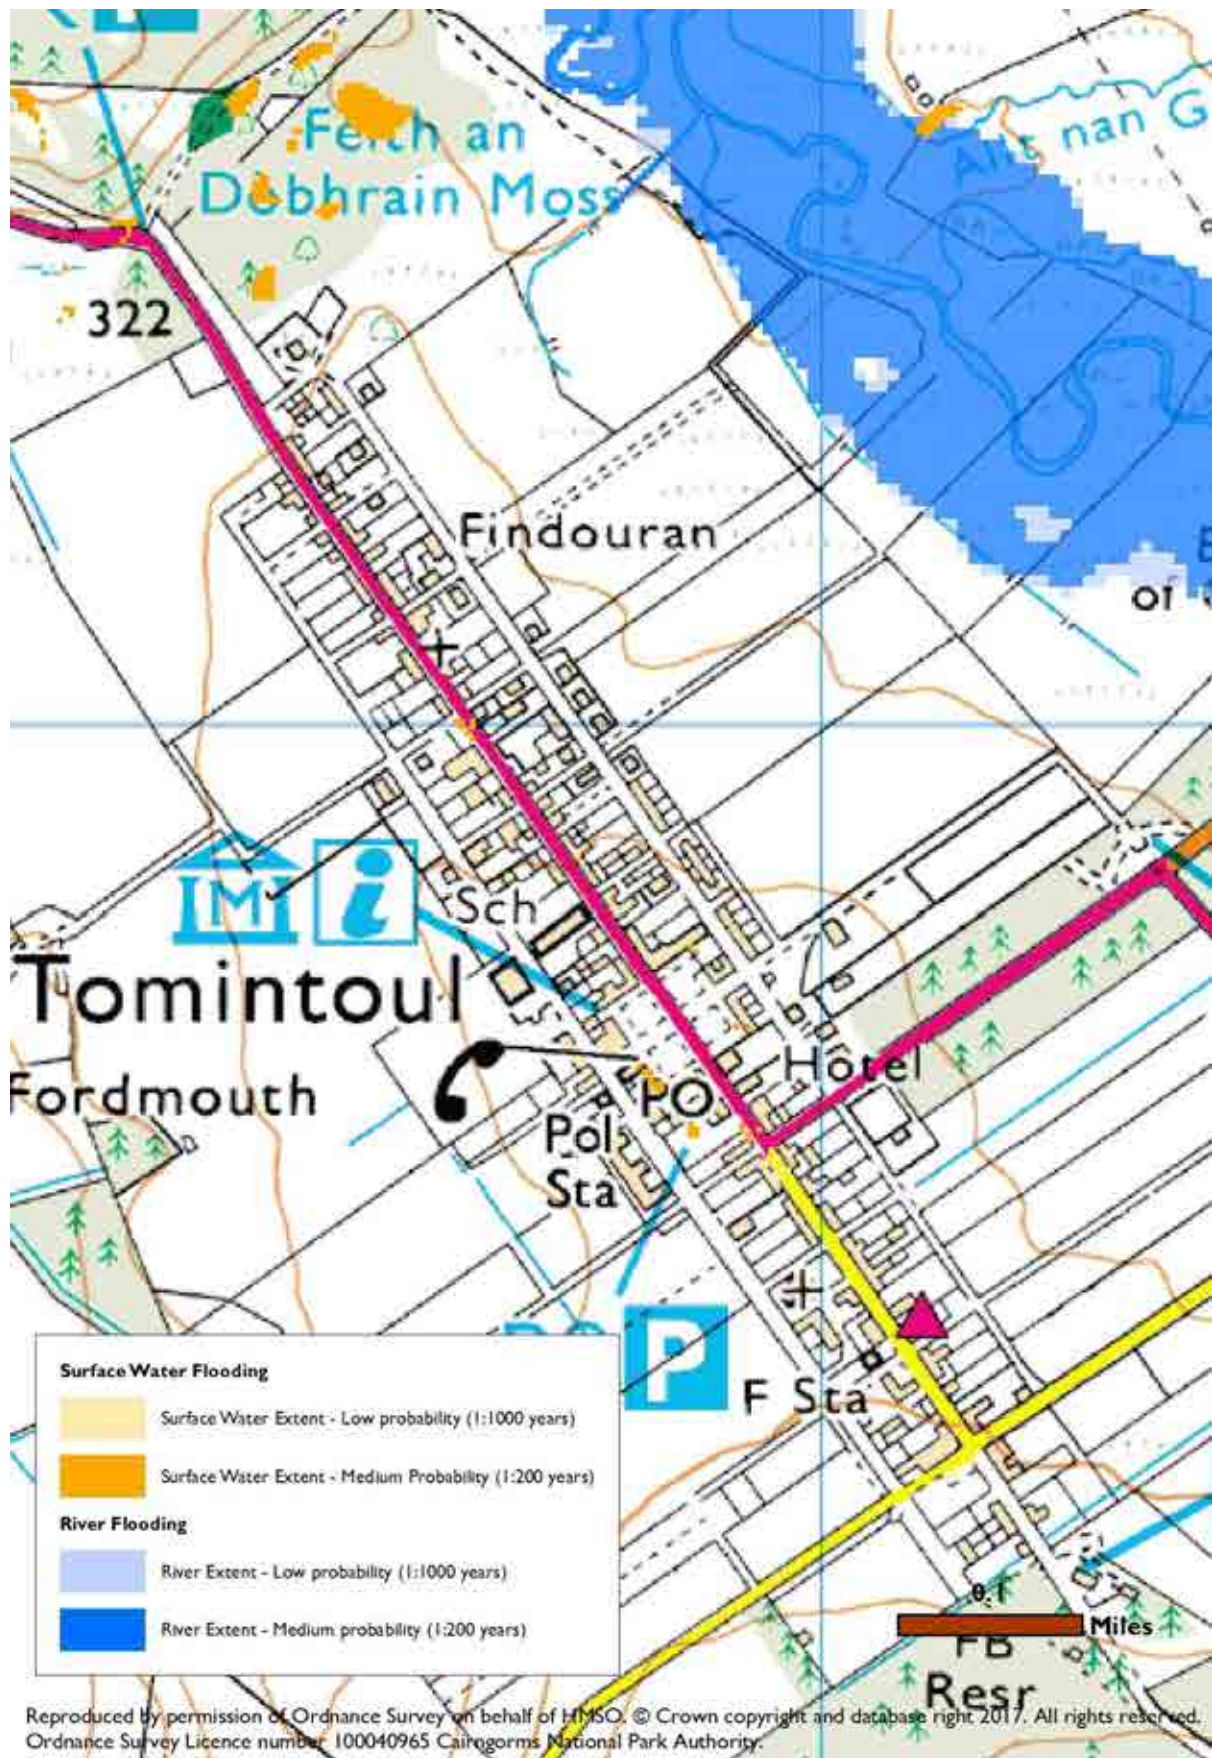 Feith an
Dobhrain Moss
Allt nan G
322
Findouran
of
M
i
Sch
Tomintoul
Hotel
Fordmouth
PO
Pol
Sta
P
F Sta
Surface Water Flooding
Surface Water Extent - Low probability (1:1000 years)
Surface Water Extent - Medium Probability (1:200 years)
River Flooding
River Extent - Low probability (1:1000 years)
River Extent - Medium probability (1:200 years)
0.1
Miles
FB
Resr
Reproduced by permission of Ordnance Survey on behalf of HMSO. © Crown copyright and database right 2017. All rights reserved.
Ordnance Survey Licence number 100040965 Cairngorms National Park Authority.